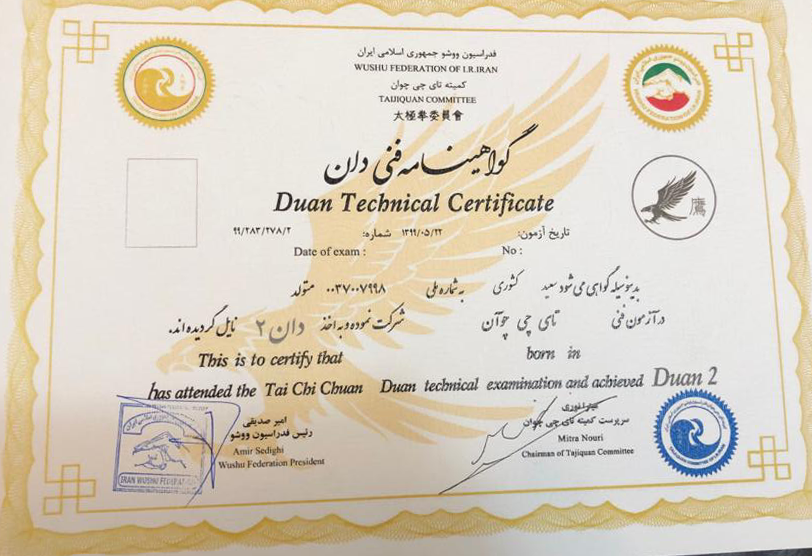 فدراسیون ووشو جمهوری اسلامی ایران
WUSHU FEDERATION OF I.R.IRAN
کمیته تای چی چوان
TAIJIQUAN COMMITTEE
太極拳委員會
گواهینامه فنی دان
Duan Technical Certificate
鷹
تاریخ آزمون: ۱۳۹۹/۰۵/۲۲ شماره: ۹۹/۲۸۳/۲۷۸/۲
Date of exam : No :
بدینوسیله گواهی می شود سعید کشوری به شماره ملی ۰۰۳۷۰۰۷۹۹۸ متولد
در آزمون فنی تای چی چوآن شرکت نموده و به اخذ دان ۲ نایل گردیده اند.
This is to certify that born in
has attended the Tai Chi Chuan Duan technical examination and achieved Duan 2
امیر صدیقی
رئیس فدراسیون ووشو
Amir Sedighi
Wushu Federation President
میترا نوری
سرپرست کمیته تای چی چوان
Mitra Nouri
Chairman of Taijiquan Committee
IRAN WUSHU FEDERATION